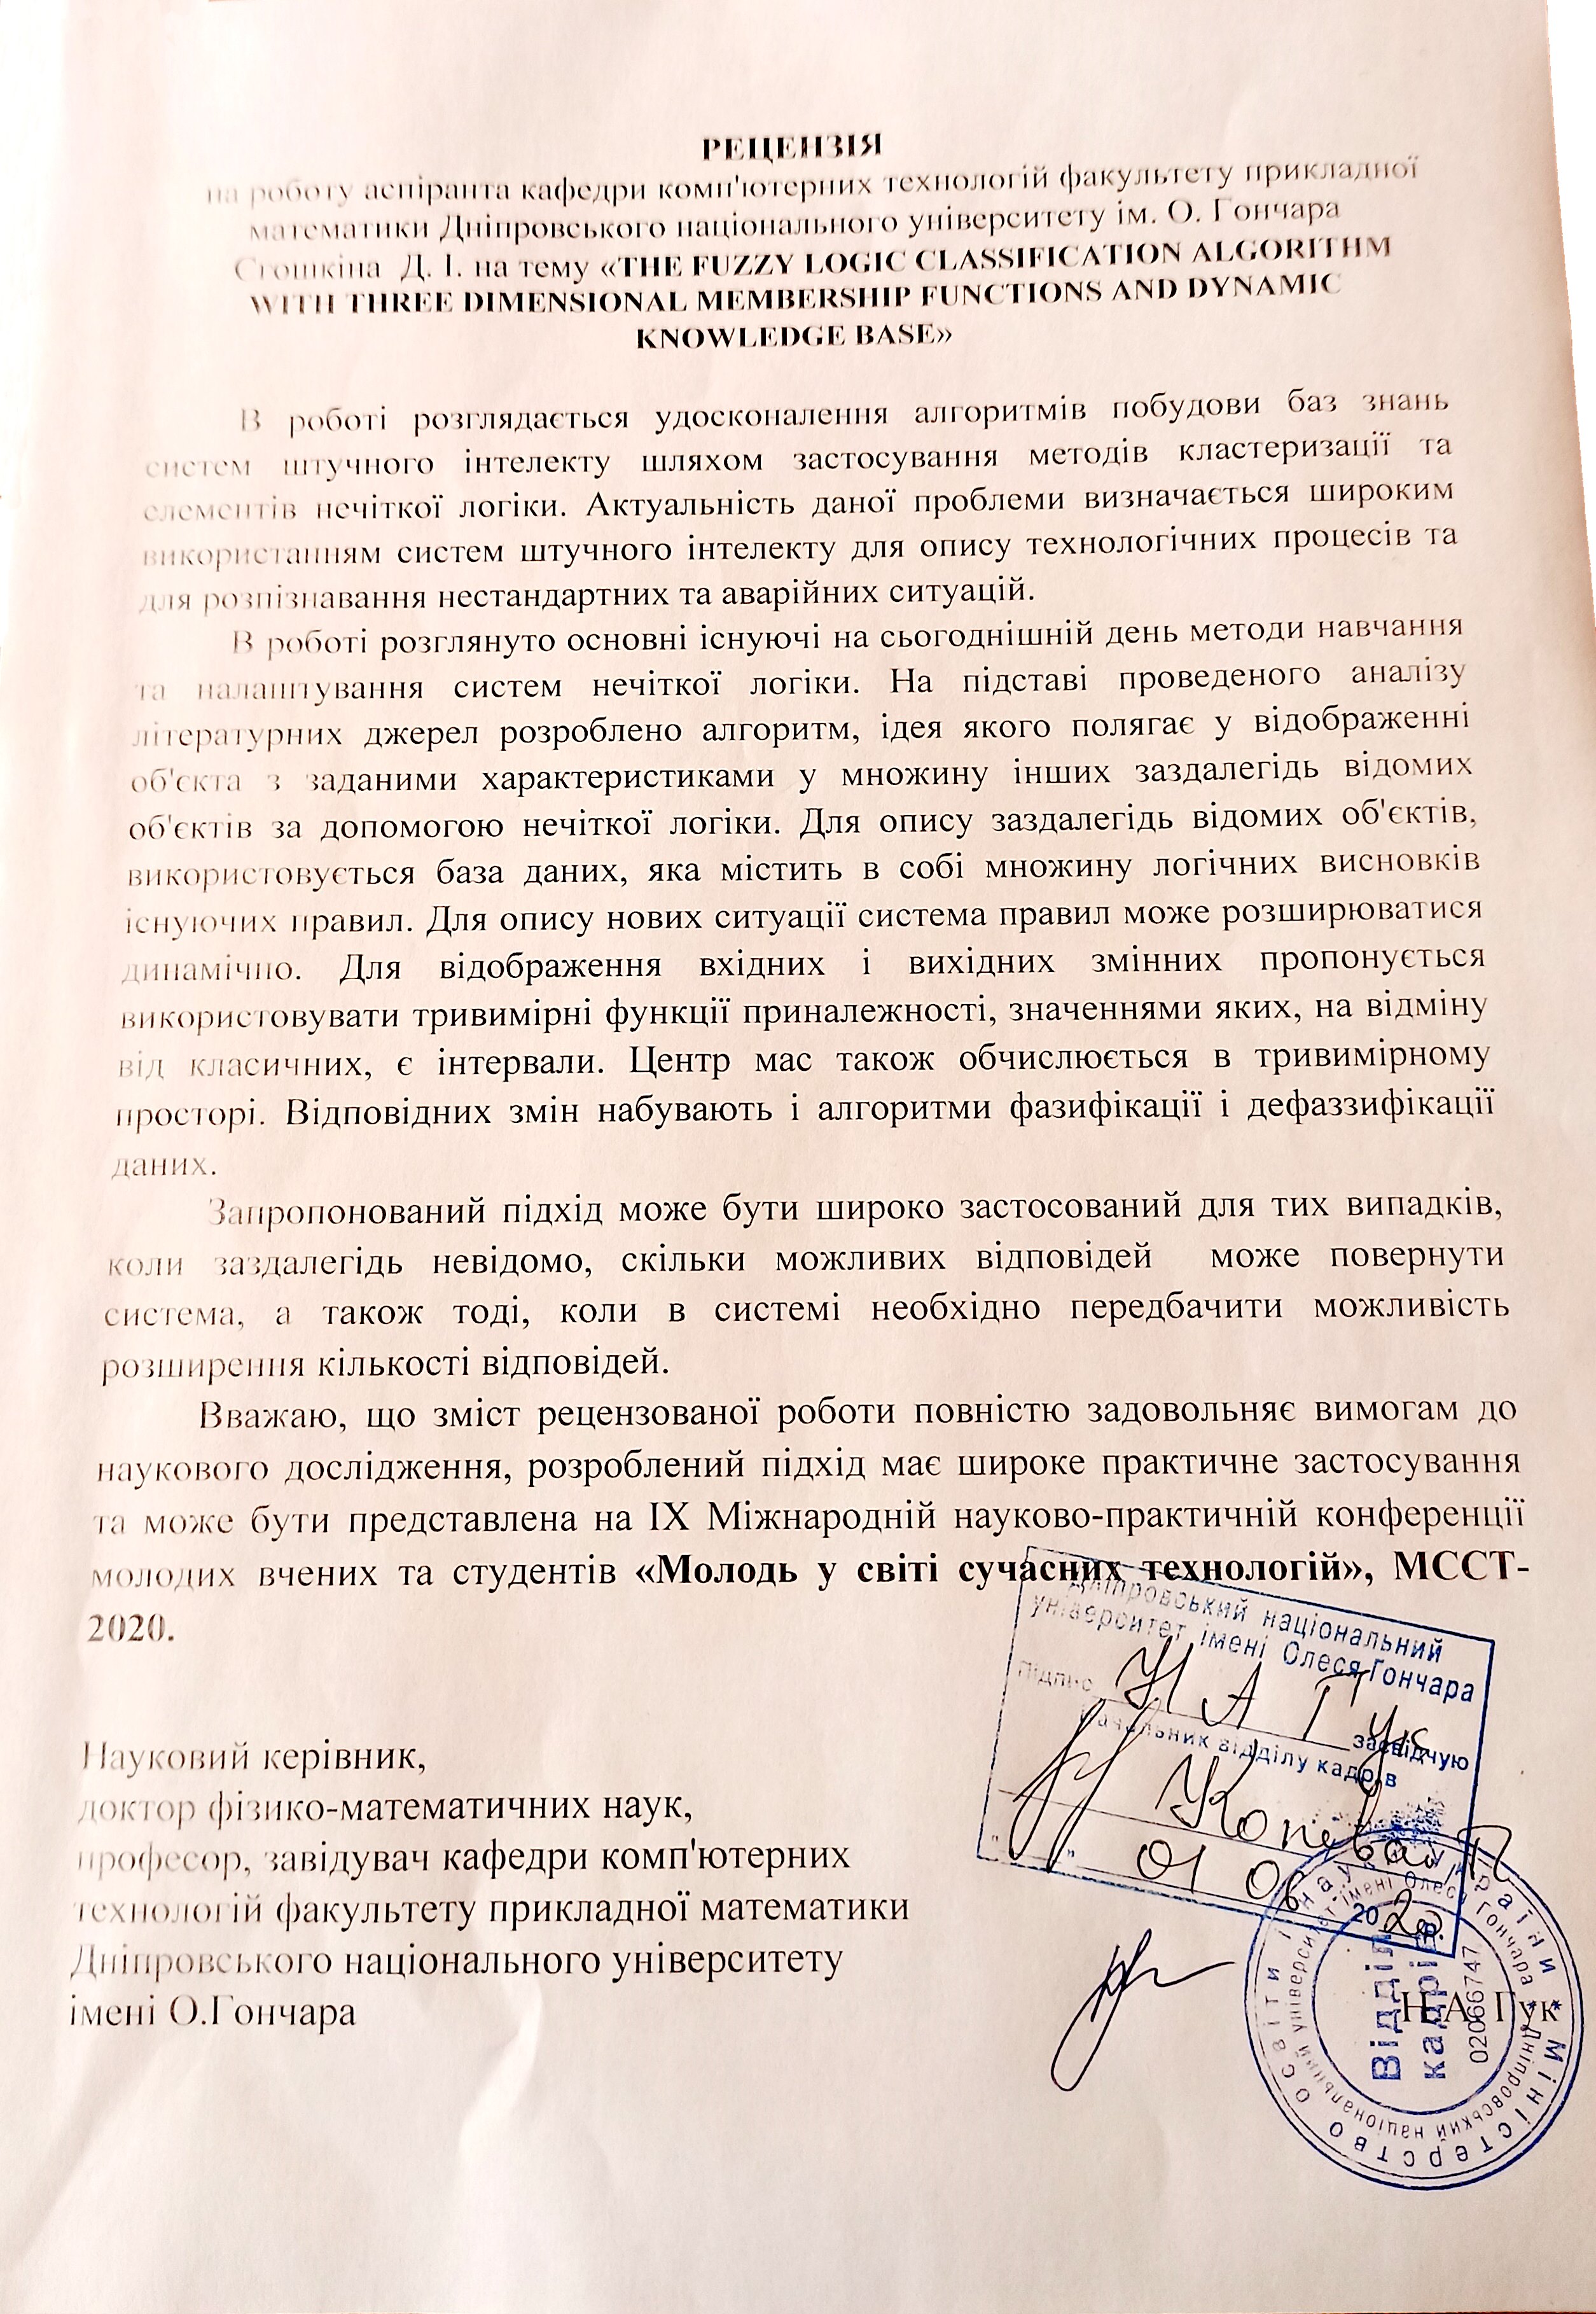 РЕЦЕНЗІЯ
на роботу аспіранта кафедри комп'ютерних технологій факультету прикладної
математики Дніпровського національного університету ім. О. Гончара
Стошкіна Д. І. на тему «THE FUZZY LOGIC CLASSIFICATION ALGORITHM
WITH THREE DIMENSIONAL MEMBERSHIP FUNCTIONS AND DYNAMIC
KNOWLEDGE BASE»
В роботі розглядається удосконалення алгоритмів побудови баз знань
систем штучного інтелекту шляхом застосування методів кластеризації та
елементів нечіткої логіки. Актуальність даної проблеми визначається широким
використанням систем штучного інтелекту для опису технологічних процесів та
для розпізнавання нестандартних та аварійних ситуацій.
В роботі розглянуто основні існуючі на сьогоднішній день методи навчання
та налаштування систем нечіткої логіки. На підставі проведеного аналізу
літературних джерел розроблено алгоритм, ідея якого полягає у відображенні
об'єкта з заданими характеристиками у множину інших заздалегідь відомих
об'єктів за допомогою нечіткої логіки. Для опису заздалегідь відомих об'єктів,
використовується база даних, яка містить в собі множину логічних висновків
існуючих правил. Для опису нових ситуації система правил може розширюватися
динамічно. Для відображення вхідних і вихідних змінних пропонується
використовувати тривимірні функції приналежності, значеннями яких, на відміну
від класичних, є інтервали. Центр мас також обчислюється в тривимірному
просторі. Відповідних змін набувають і алгоритми фазифікації і дефаззифікації
даних.
Запропонований підхід може бути широко застосований для тих випадків,
коли заздалегідь невідомо, скільки можливих відповідей може повернути
система, а також тоді, коли в системі необхідно передбачити можливість
розширення кількості відповідей.
Вважаю, що зміст рецензованої роботи повністю задовольняє вимогам до
наукового дослідження, розроблений підхід має широке практичне застосування
та може бути представлена на IX Міжнародній науково-практичній конференції
молодих вчених та студентів «Молодь у світі сучасних технологій», МССТ-
2020.
Дніпровський національний
університет імені Олеся Гончара
Підпис Н А Гук засвідчую
Начальник відділу кадрів
01 06 2020
Науковий керівник,
доктор фізико-математичних наук,
професор, завідувач кафедри комп'ютерних
технологій факультету прикладної математики
Дніпровського національного університету
імені О.Гончара
Н.А. Гук
Міністерство освіти і науки України
Дніпровський національний університет імені Олеся Гончара
Відділ
кадрів
02066747